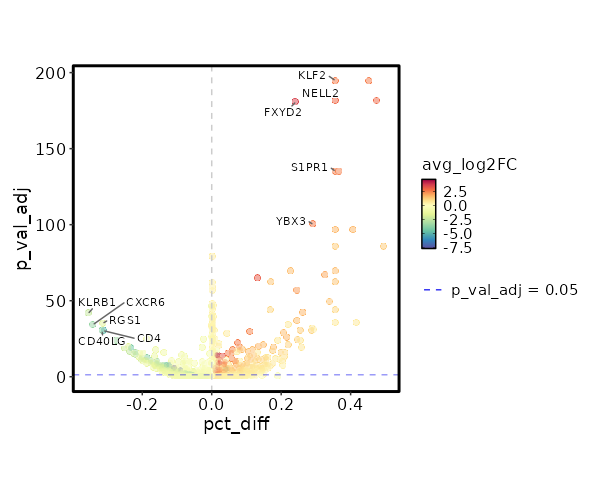 200
150
100
50
0
p_val_adj
KLF2
NELL2
FXYD2
S1PR1
YBX3
KLRB1
CXCR6
RGS1
CD40LG
CD4
-0.2
0.0
0.2
0.4
pct_diff
avg_log2FC
2.5
0.0
-2.5
-5.0
-7.5
p_val_adj = 0.05